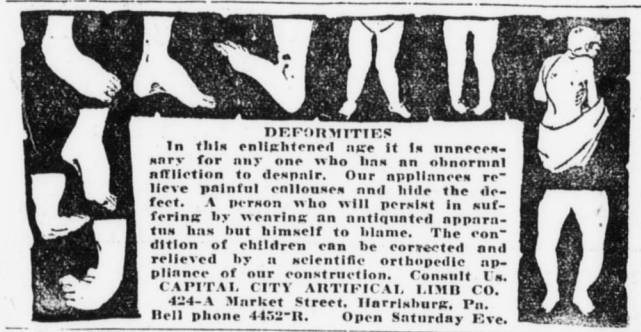 DEFORMITIES
In this enlightened age it is unneces-
sary for any one who has an obnormal
affliction to despair. Our appliances re-
lieve painful callouses and hide the de-
fect. A person who will persist in suf-
fering by wearing an antiquated appara-
tus has but himself to blame. The con-
dition of children can be corrected and
relieved by a scientific orthopedic ap-
pliance of our construction. Consult Us.
CAPITAL CITY ARTIFICAL LIMB CO.
424-A Market Street, Harrisburg, Pa.
Bell phone 4452-R. Open Saturday Eve.